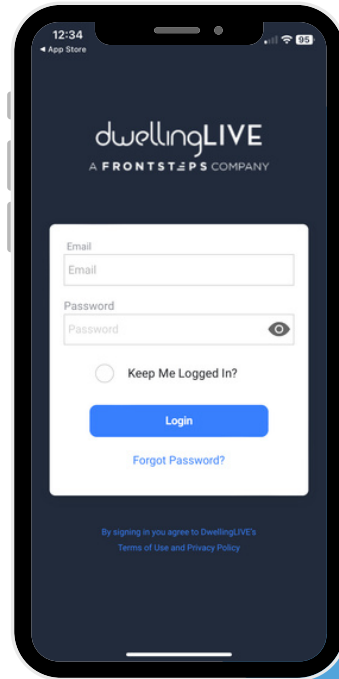 12:34
95
◀ App Store
dwellingLIVE
A FRONTSTEPS COMPANY
Email
Email
Password
Password
Keep Me Logged In?
Login
Forgot Password?
By signing in you agree to DwellingLIVE's
Terms of Use and Privacy Policy